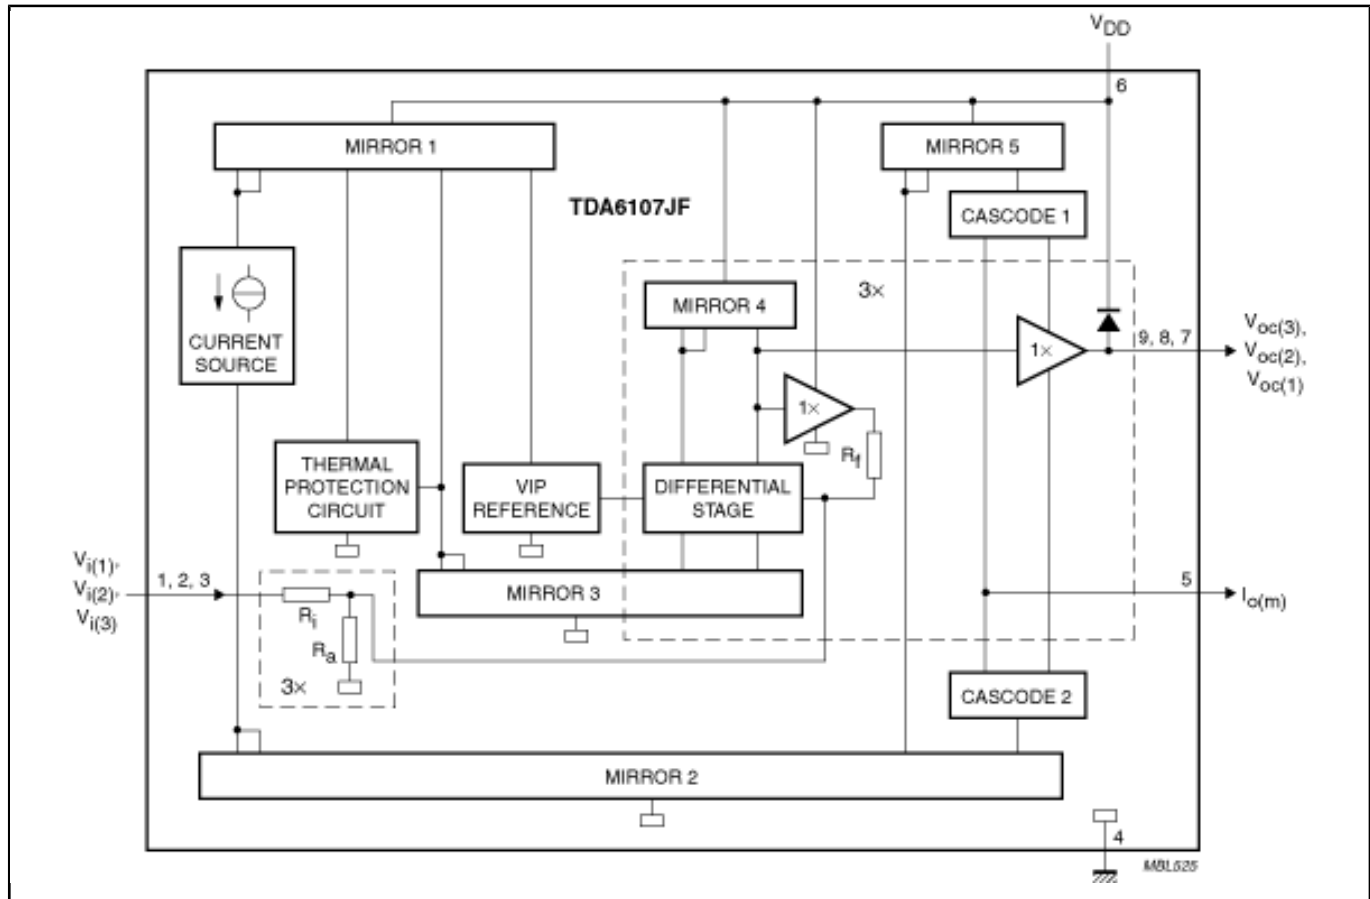 VDD
6
MIRROR 1
MIRROR 5
TDA6107JF
CASCODE 1
3×
MIRROR 4
CURRENT
SOURCE
1×
9, 8, 7
Voc(3),
Voc(2),
Voc(1)
1×
Rf
THERMAL
PROTECTION
CIRCUIT
VIP
REFERENCE
DIFFERENTIAL
STAGE
Vi(1),
Vi(2),
Vi(3)
1, 2, 3
Ri
Ra
3×
MIRROR 3
5
Io(m)
CASCODE 2
MIRROR 2
4
MBL525